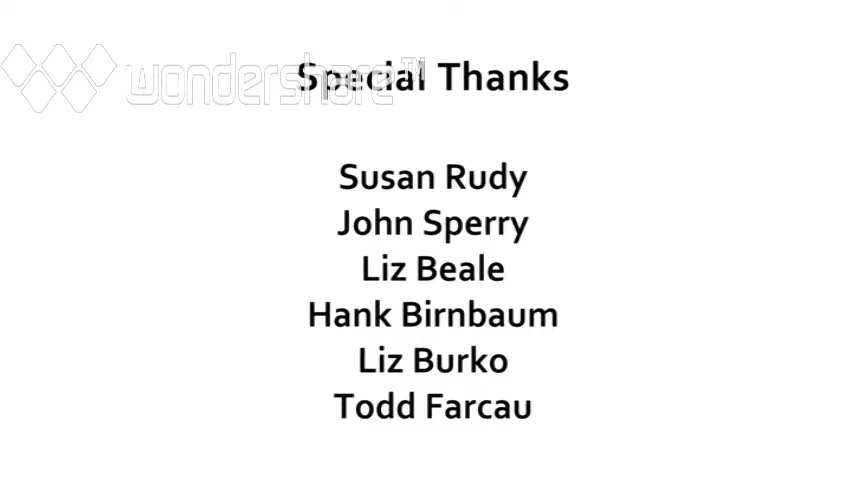 wondershare™
Special Thanks
Susan Rudy
John Sperry
Liz Beale
Hank Birnbaum
Liz Burko
Todd Farcau